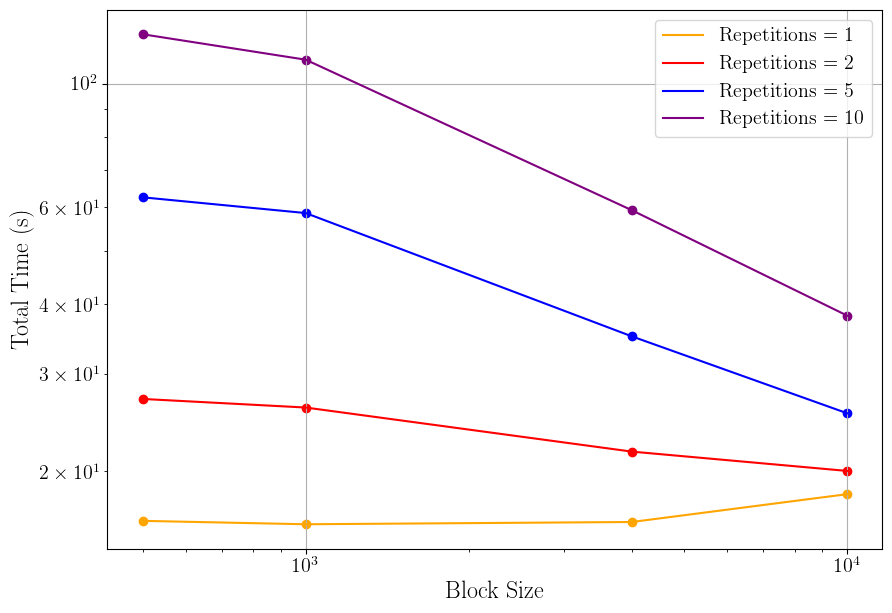 Repetitions = 1
Repetitions = 2
Repetitions = 5
Repetitions = 10
10²
6 × 10¹
4 × 10¹
3 × 10¹
2 × 10¹
Total Time (s)
10³
10⁴
Block Size